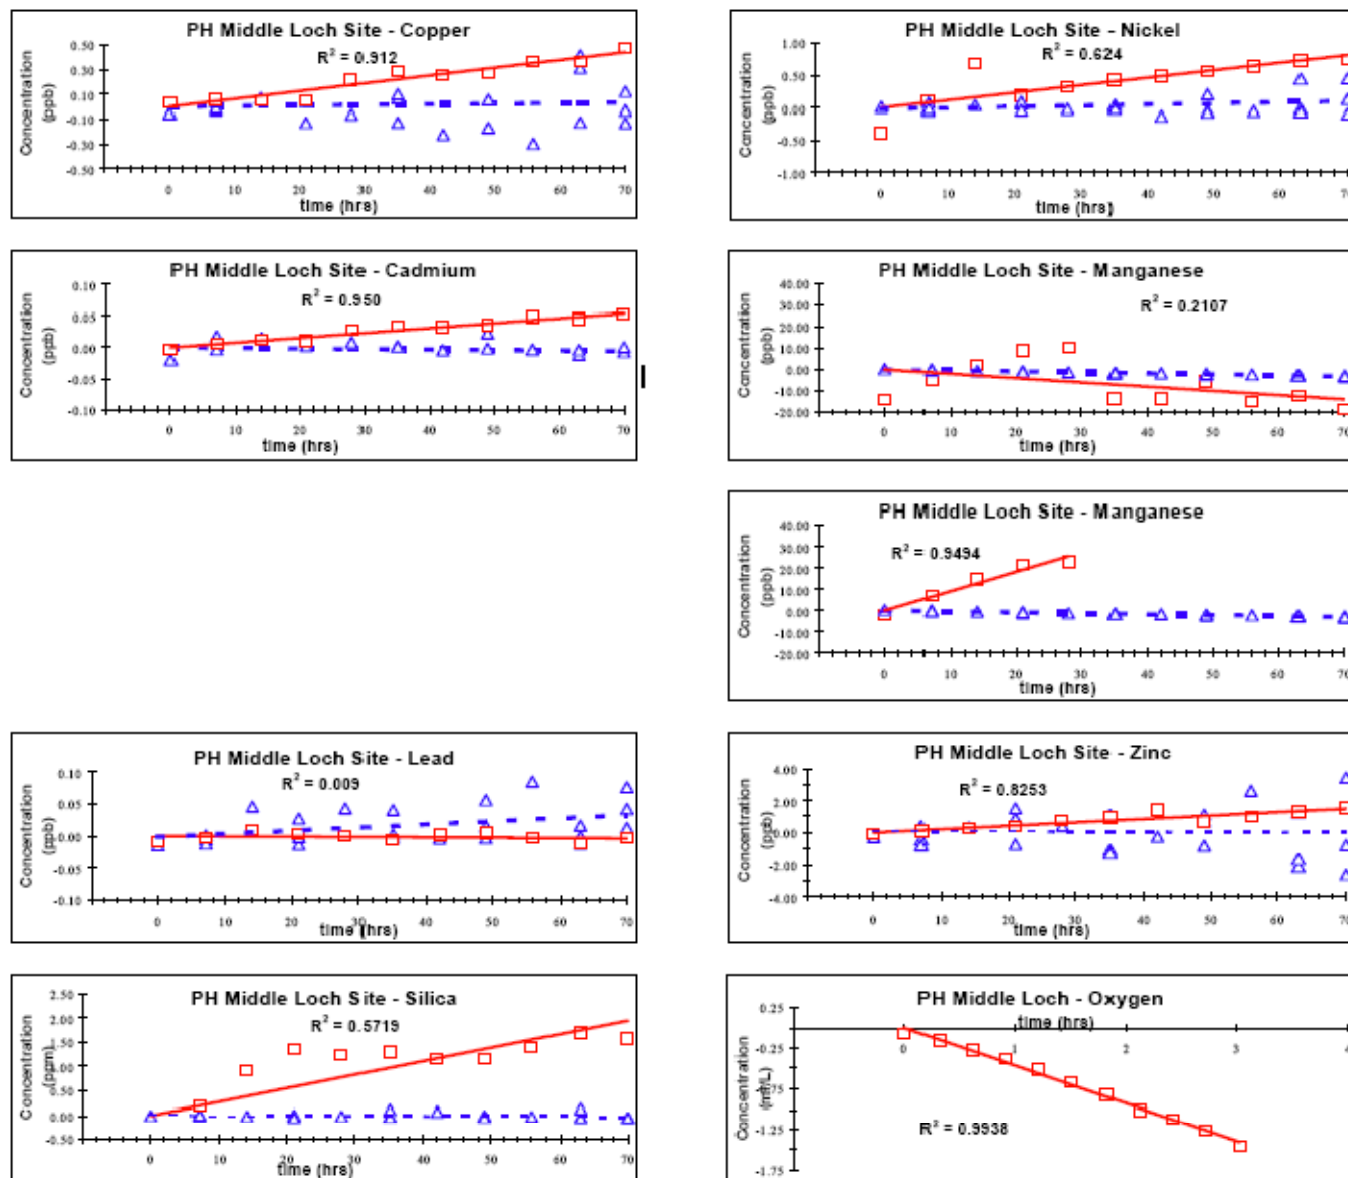 PH Middle Loch Site - Copper
R2 = 0.912
Concentration
(ppb)
0.50
0.30
0.10
-0.10
-0.30
-0.50
0 10 20 30 40 50 60 70
time (hrs)
PH Middle Loch Site - Nickel
R2 = 0.624
Concentration
(ppb)
1.00
0.50
0.00
-0.50
-1.00
0 10 20 30 40 50 60 70
time (hrs)
PH Middle Loch Site - Cadmium
R2 = 0.950
Concentration
(ppb)
0.10
0.05
0.00
-0.05
-0.10
0 10 20 30 40 50 60 70
time (hrs)
PH Middle Loch Site - Manganese
R2 = 0.2107
Concentration
(ppb)
40.00
30.00
20.00
10.00
0.00
-10.00
-20.00
0 10 20 30 40 50 60 70
time (hrs)
PH Middle Loch Site - Manganese
R2 = 0.9494
Concentration
(ppb)
40.00
30.00
20.00
10.00
0.00
-10.00
-20.00
0 10 20 30 40 50 60 70
time (hrs)
PH Middle Loch Site - Lead
R2 = 0.009
Concentration
(ppb)
0.10
0.05
0.00
-0.05
-0.10
0 10 20 30 40 50 60 70
time (hrs)
PH Middle Loch Site - Zinc
R2 = 0.8253
Concentration
(ppb)
4.00
2.00
0.00
-2.00
-4.00
0 10 20 30 40 50 60 70
time (hrs)
PH Middle Loch Site - Silica
R2 = 0.5719
Concentration
(ppm)
2.50
2.00
1.50
1.00
0.50
0.00
-0.50
0 10 20 30 40 50 60 70
time (hrs)
PH Middle Loch - Oxygen
time (hrs)
Concentration
(ml/L)
0.25
-0.25
-0.75
-1.25
-1.75
0 1 2 3 4
R2 = 0.9938